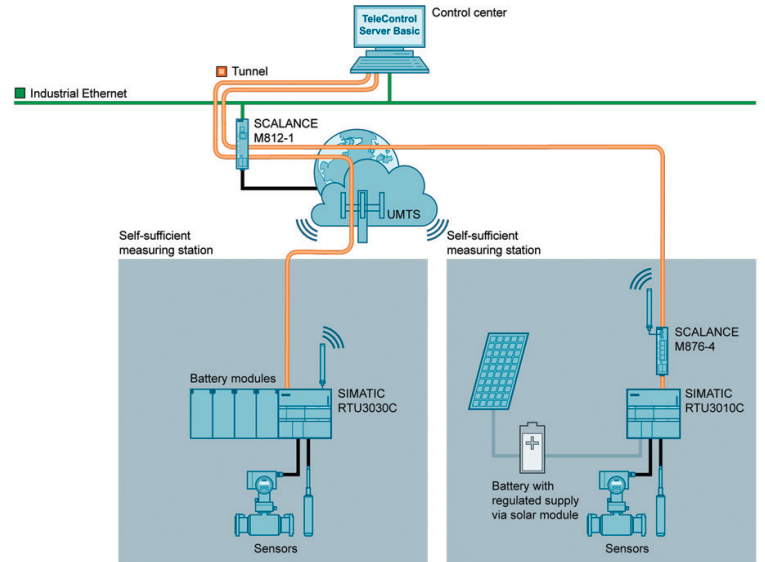 TeleControl
Server Basic
Control center
Tunnel
Industrial Ethernet
SCALANCE
M812-1
UMTS
Self-sufficient
measuring station
Self-sufficient
measuring station
SCALANCE
M876-4
Battery modules
SIMATIC
RTU3030C
SIMATIC
RTU3010C
Battery with
regulated supply
via solar module
Sensors
Sensors